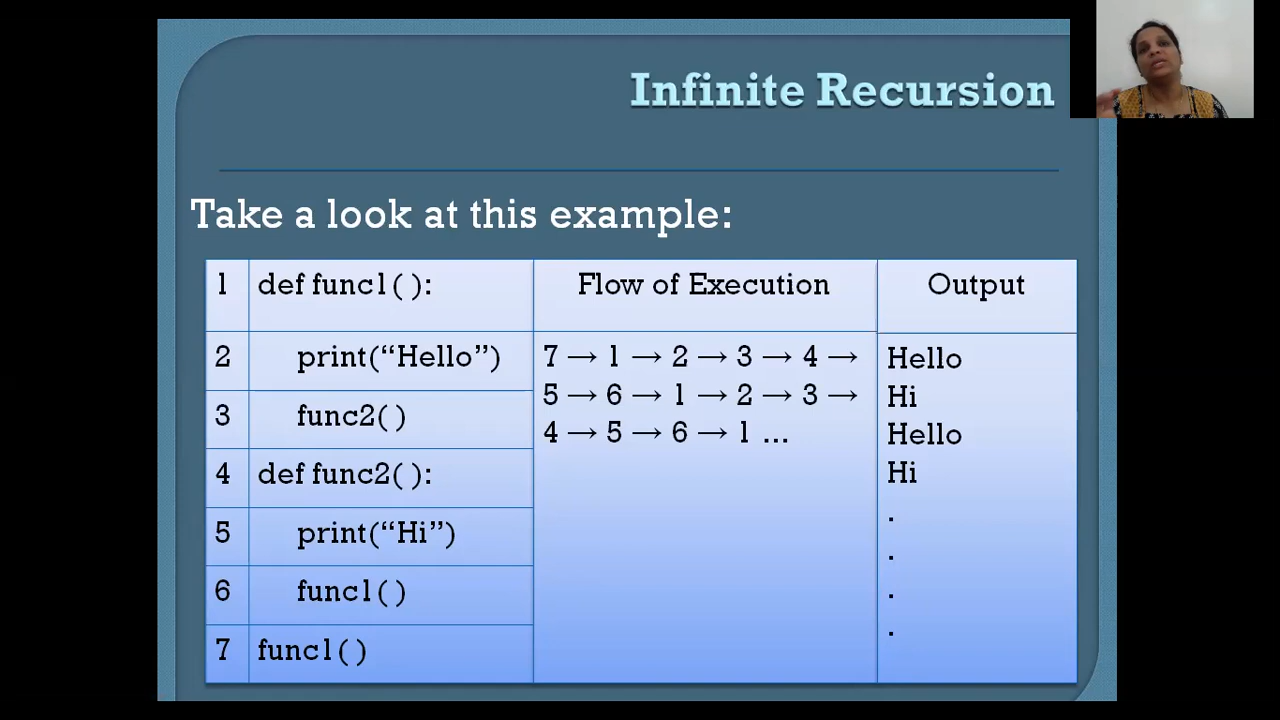 Infinite Recursion
Take a look at this example:
1 def func1( ): Flow of Execution Output
2 print(“Hello”) 7 → 1 → 2 → 3 → 4 → Hello
5 → 6 → 1 → 2 → 3 → Hi
3 func2( ) 4 → 5 → 6 → 1 ... Hello
4 def func2( ): Hi
5 print(“Hi”) .
.
6 func1( ) .
.
7 func1( )